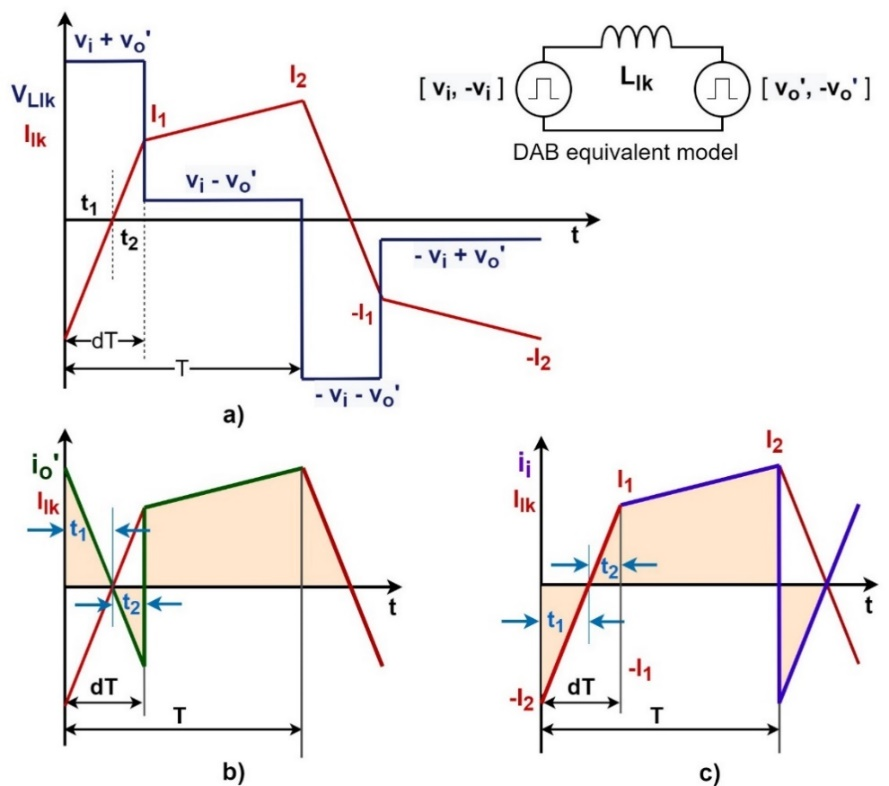 vi + vo'
VLlk
Ilk
I1
I2
vi - vo'
t1
t2
t
- vi + vo'
-I1
-I2
dT
T
- vi - vo'
a)
[ vi, -vi ]
Llk
[ vo', -vo' ]
DAB equivalent model
io'
Ilk
t1
t2
t
dT
T
b)
ii
Ilk
I1
I2
t2
t1
t
-I1
-I2
dT
T
c)